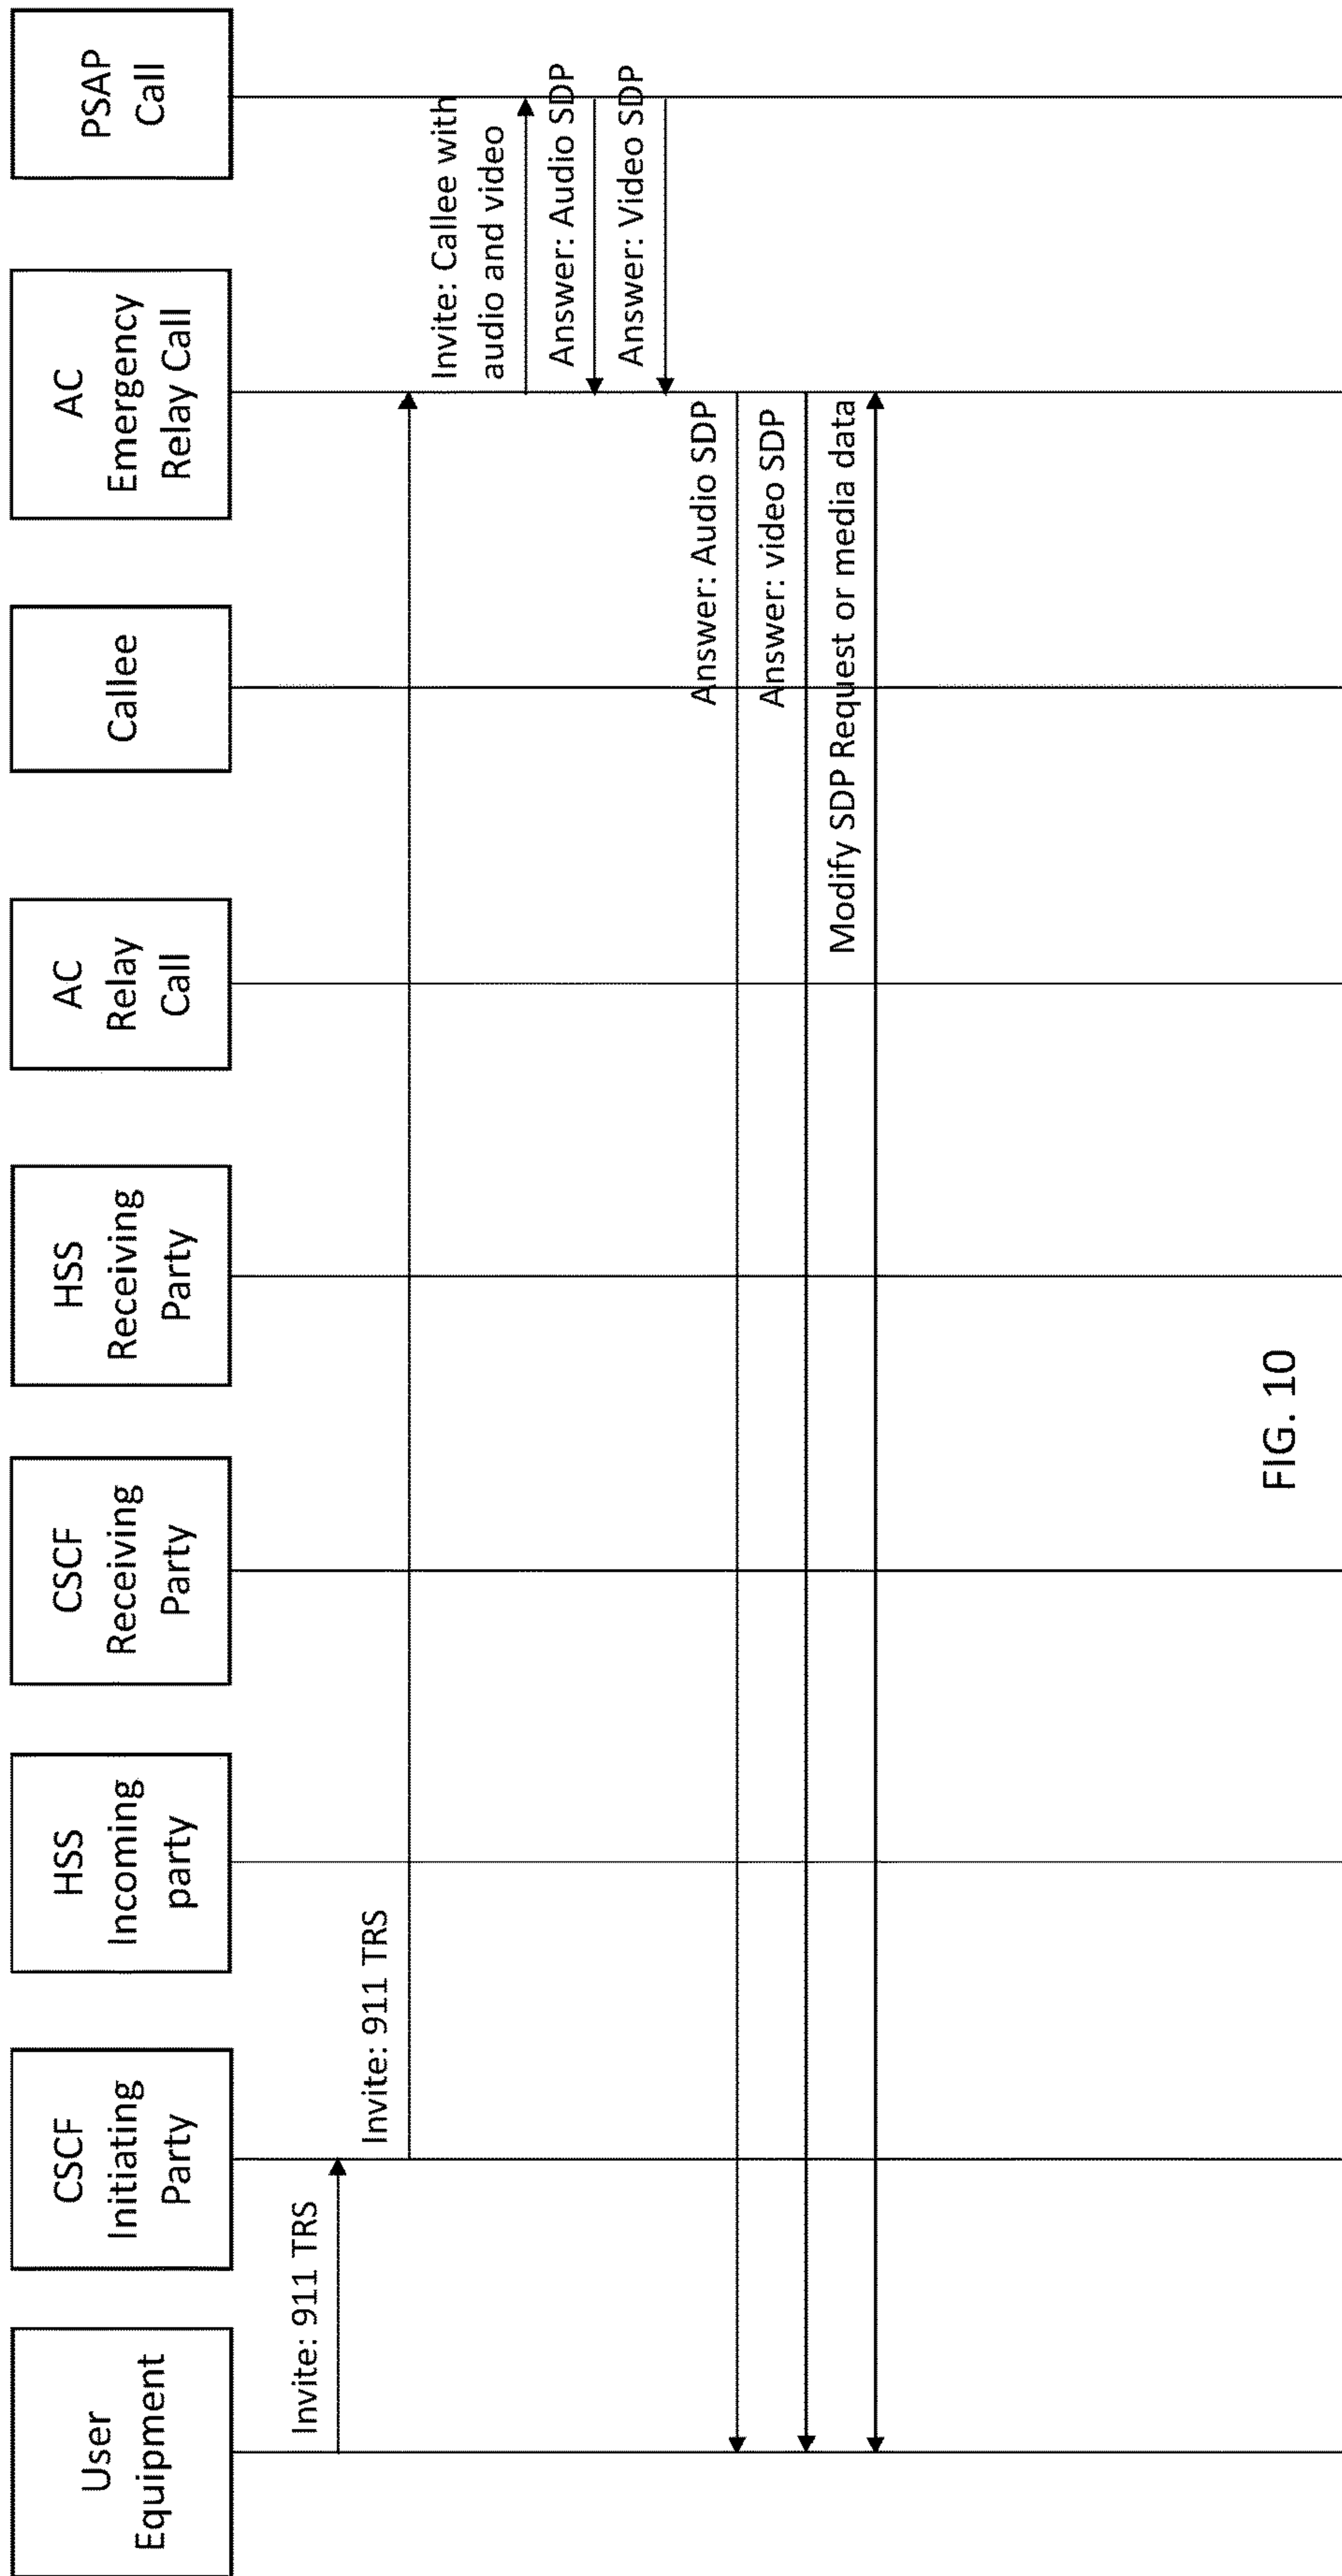 User
Equipment
CSCF
Initiating
Party
HSS
Incoming
party
CSCF
Receiving
Party
HSS
Receiving
Party
AC
Relay
Call
Callee
AC
Emergency
Relay Call
PSAP
Call
Invite: 911 TRS
Invite: 911 TRS
Invite: Callee with
audio and video
Answer: Audio SDP
Answer: Video SDP
Answer: Audio SDP
Answer: video SDP
Modify SDP Request or media data
FIG. 10